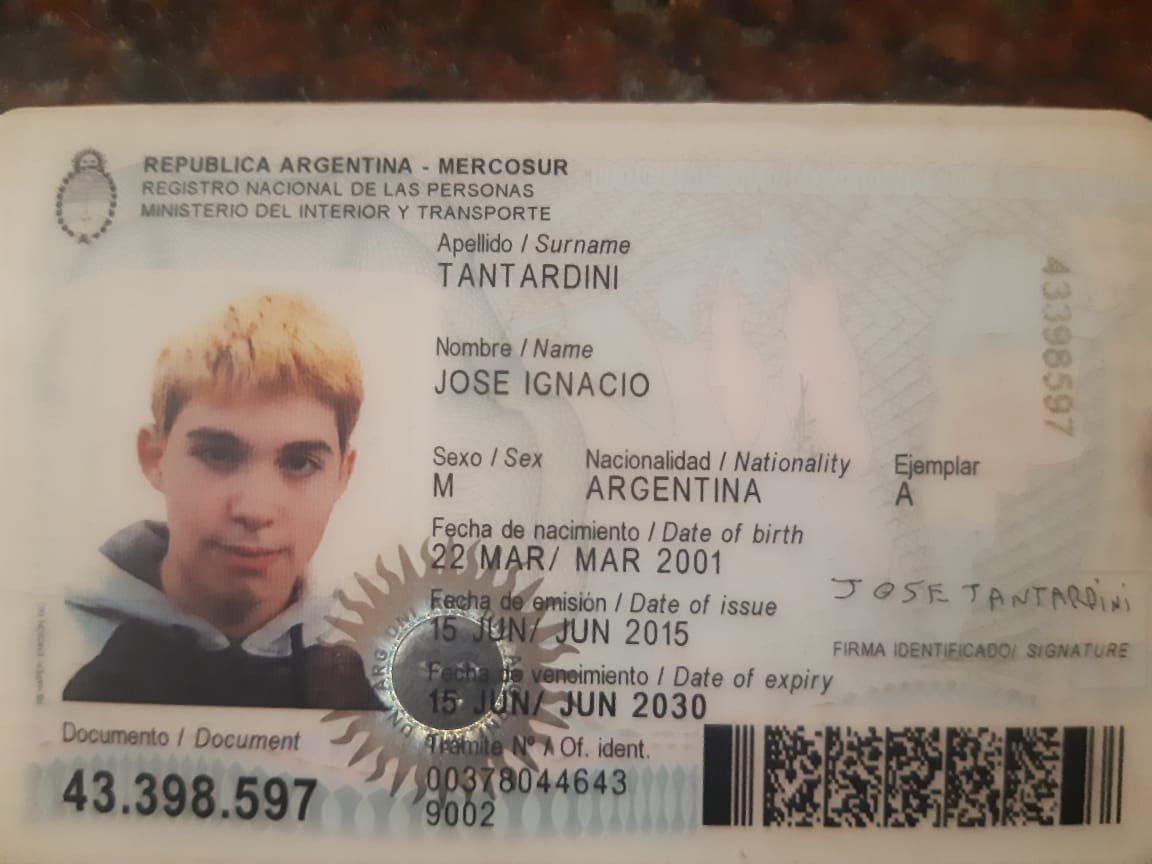 REPUBLICA ARGENTINA - MERCOSUR
REGISTRO NACIONAL DE LAS PERSONAS
MINISTERIO DEL INTERIOR Y TRANSPORTE
Apellido / Surname
TANTARDINI
Nombre / Name
JOSE IGNACIO
Sexo / Sex Nacionalidad / Nationality Ejemplar
M ARGENTINA A
Fecha de nacimiento / Date of birth
22 MAR/ MAR 2001
Fecha de emisión / Date of issue
15 JUN/ JUN 2015
JOSE TANTARDINI
FIRMA IDENTIFICADO/ SIGNATURE
Fecha de vencimiento / Date of expiry
15 JUN/ JUN 2030
Documento / Document
43.398.597
Trámite Nº / Of. ident.
00378044643
9002
43398597